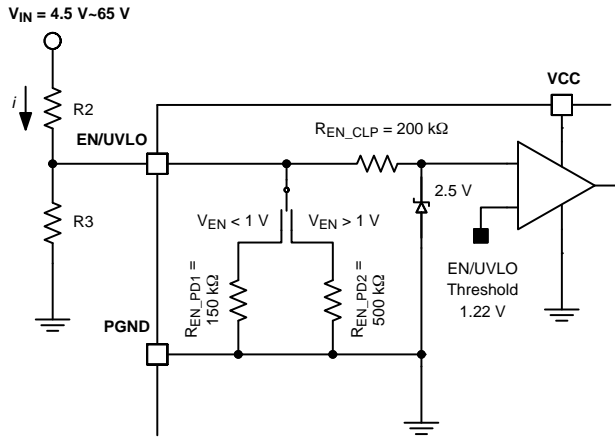 V_IN = 4.5 V~65 V
i
R2
EN/UVLO
R3
VCC
R_EN_CLP = 200 kΩ
2.5 V
V_EN < 1 V
V_EN > 1 V
R_EN_PD1 =
150 kΩ
R_EN_PD2 =
500 kΩ
EN/UVLO
Threshold
1.22 V
PGND